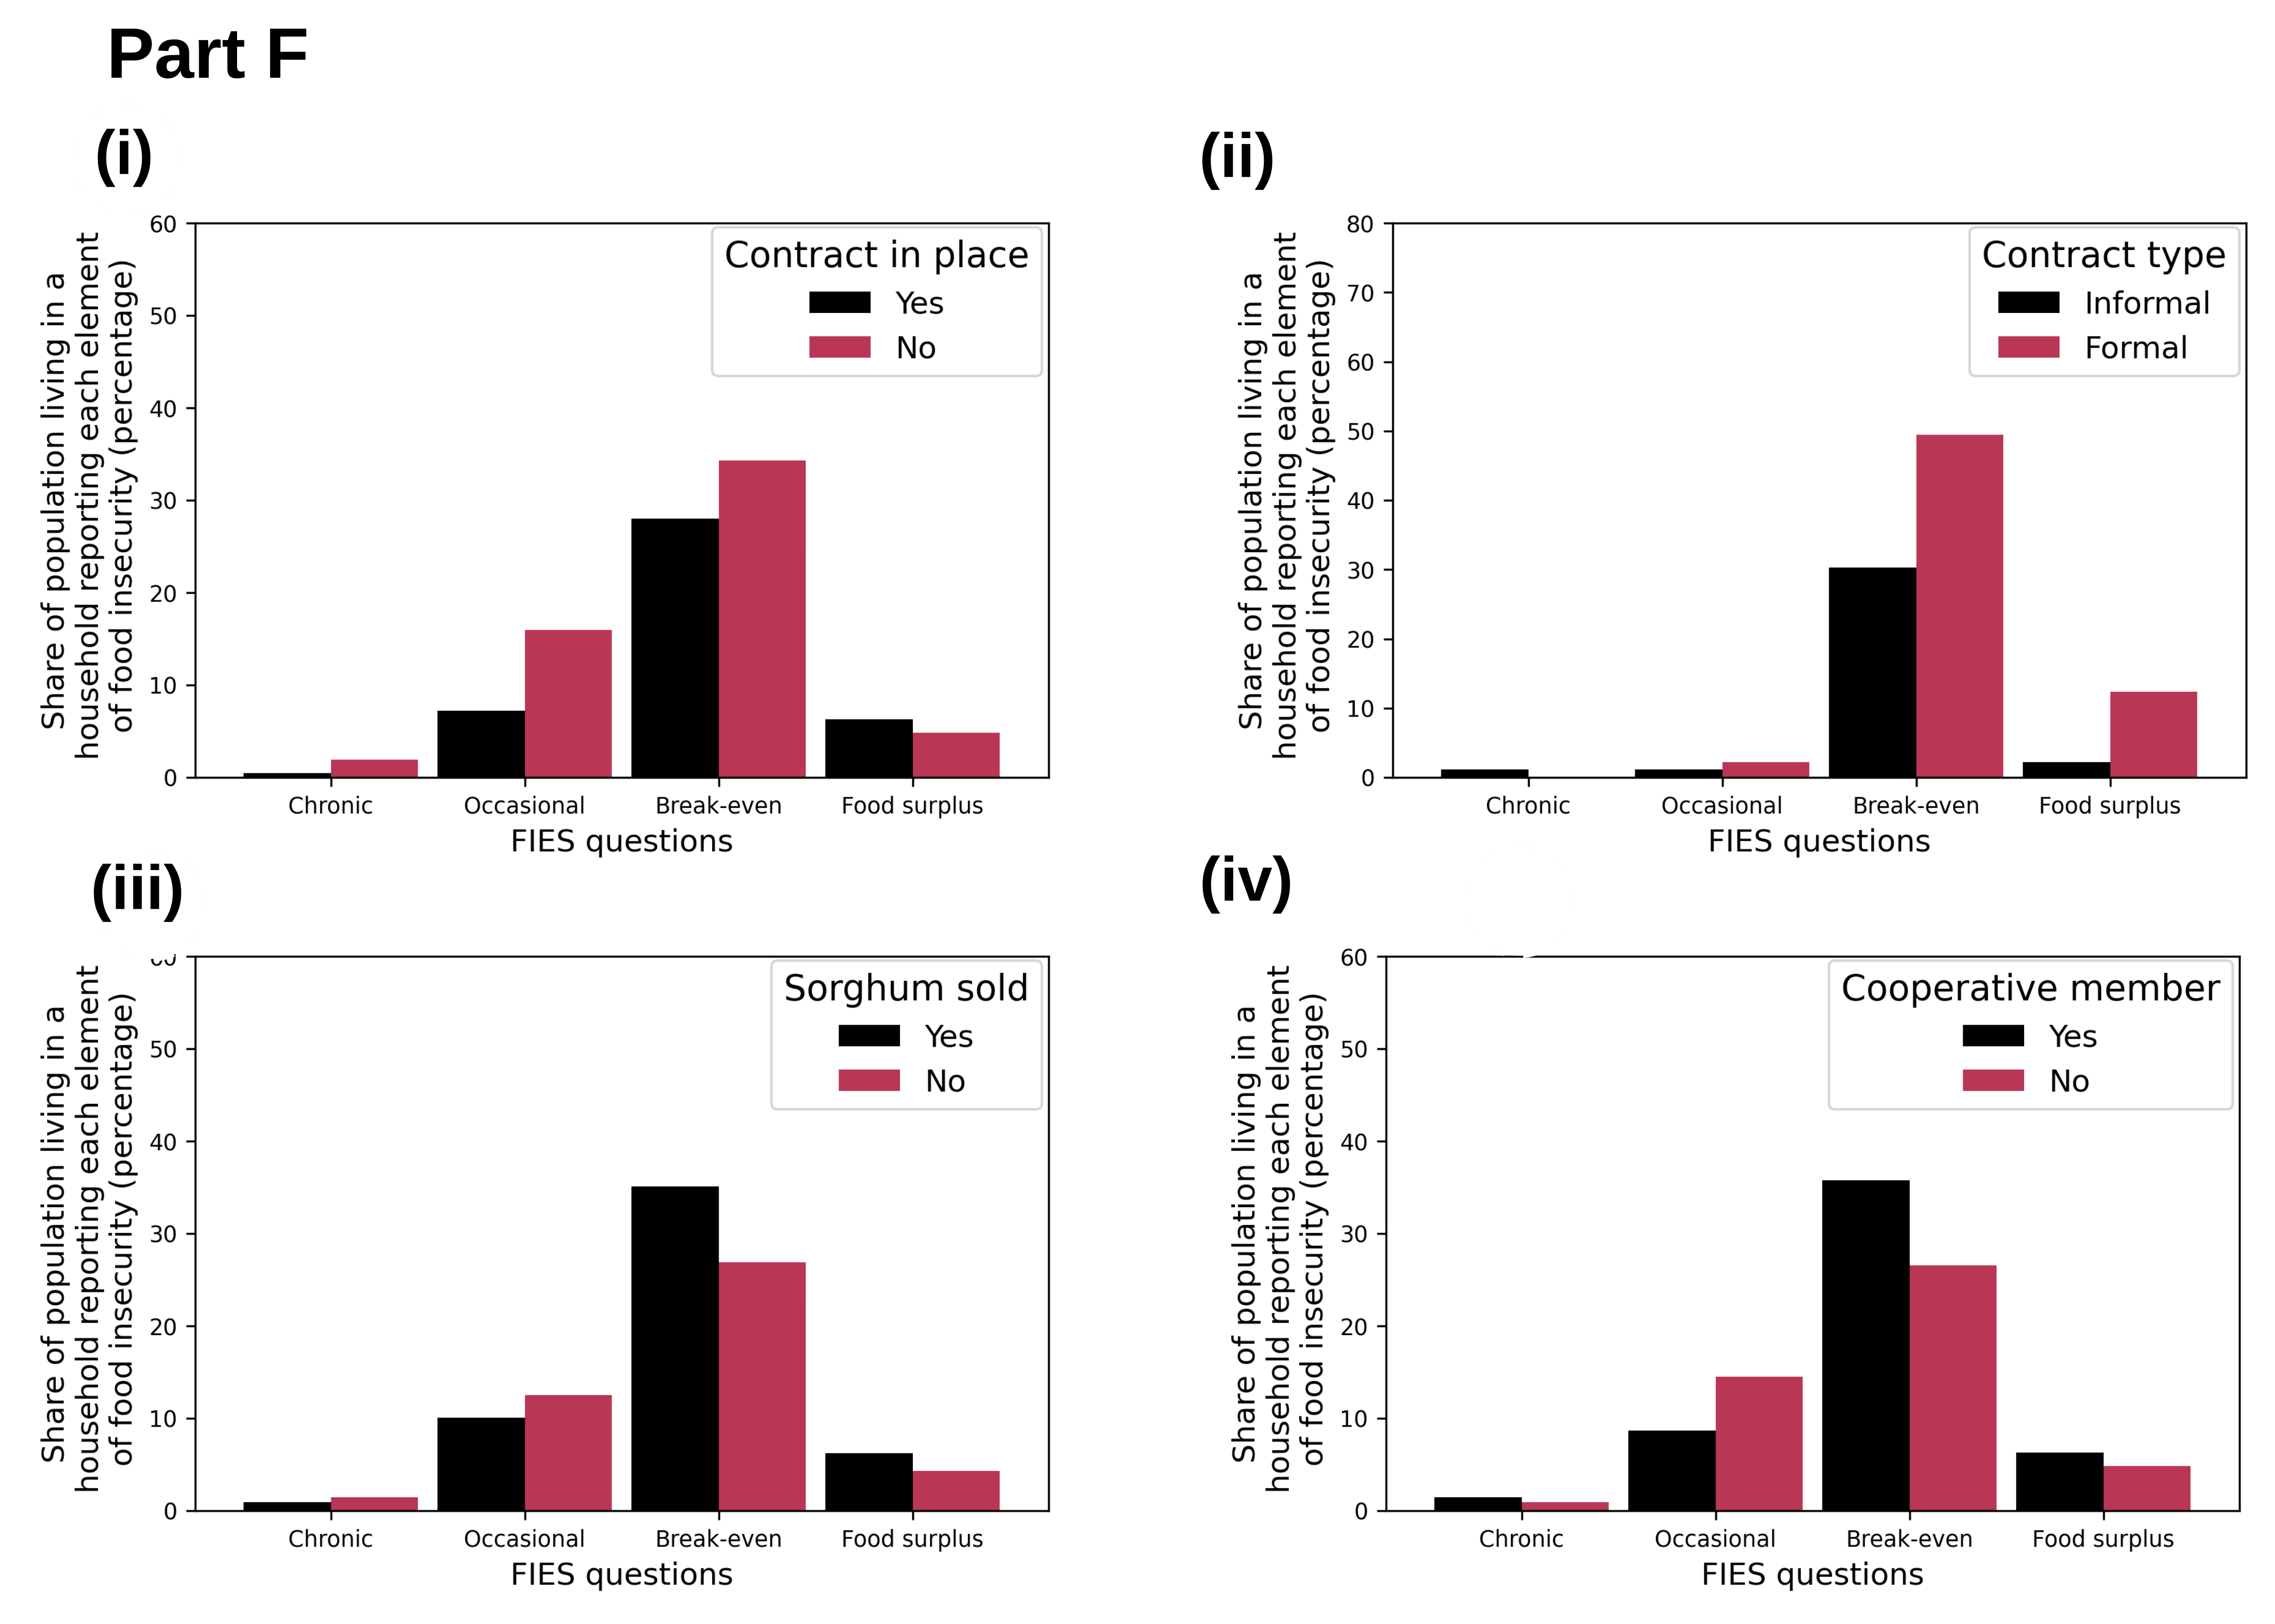 Part F
(i)
Share of population living in a
household reporting each element
of food insecurity (percentage)
60
50
40
30
20
10
0
Contract in place
Yes
No
Chronic Occasional Break-even Food surplus
FIES questions
(ii)
Share of population living in a
household reporting each element
of food insecurity (percentage)
80
70
60
50
40
30
20
10
0
Contract type
Informal
Formal
Chronic Occasional Break-even Food surplus
FIES questions
(iii)
Share of population living in a
household reporting each element
of food insecurity (percentage)
50
40
30
20
10
0
Sorghum sold
Yes
No
Chronic Occasional Break-even Food surplus
FIES questions
(iv)
Share of population living in a
household reporting each element
of food insecurity (percentage)
60
50
40
30
20
10
0
Cooperative member
Yes
No
Chronic Occasional Break-even Food surplus
FIES questions